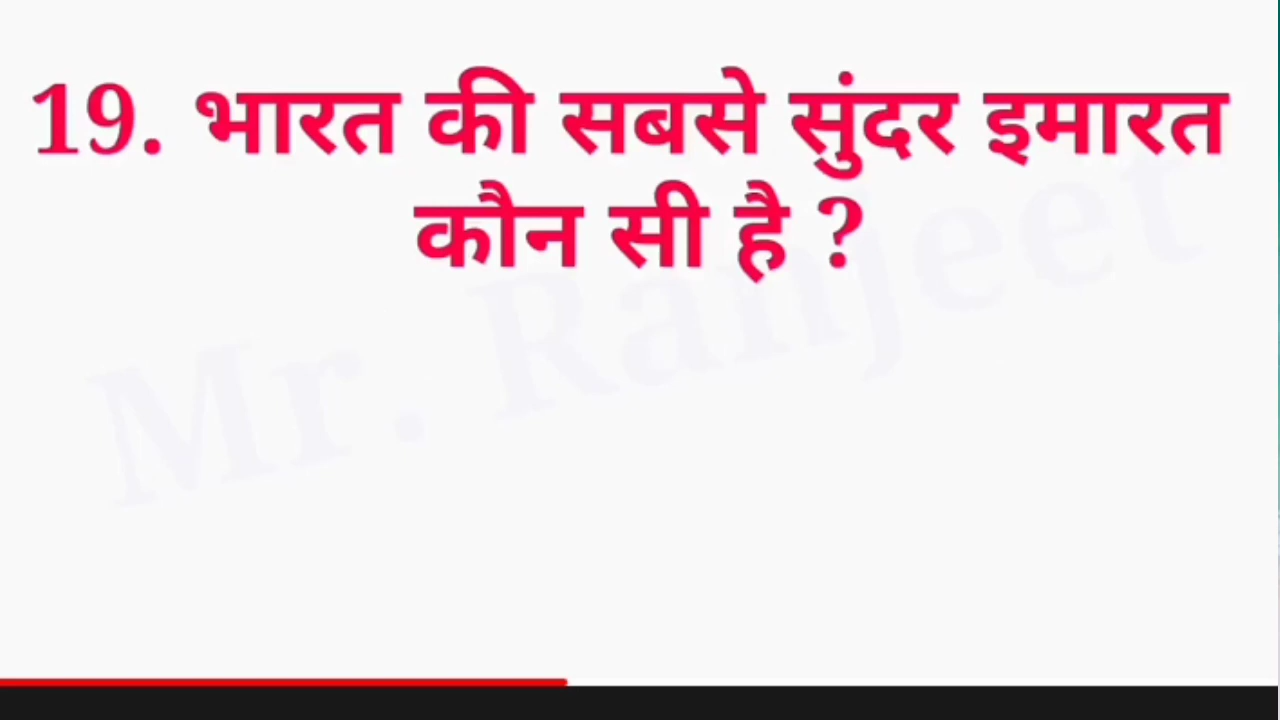 19. भारत की सबसे सुंदर इमारत
कौन सी है ?
Mr. Ranjeet